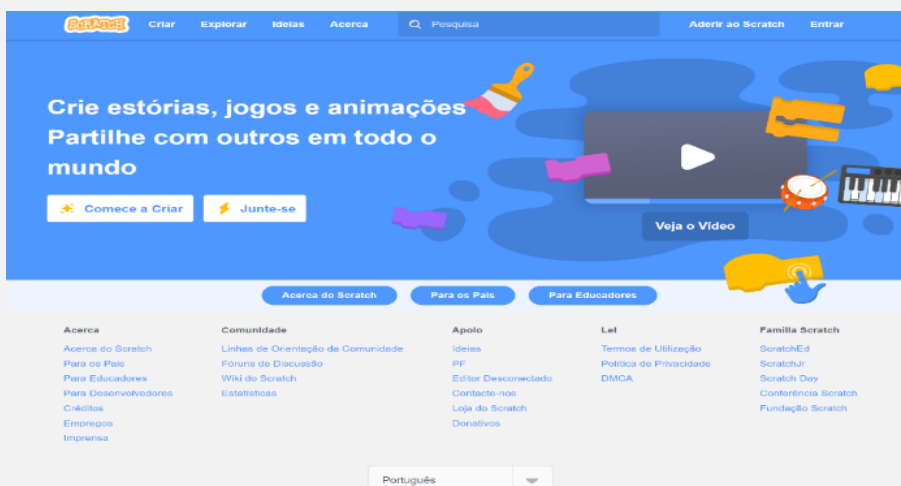 SCRATCH Criar Explorar Ideias Acerca Pesquisa Aderir ao Scratch Entrar
Crie estórias, jogos e animações
Partilhe com outros em todo o
mundo
Comece a Criar Junte-se
Veja o Vídeo
Acerca do Scratch Para os Pais Para Educadores
Acerca
Acerca do Scratch
Para os Pais
Para Educadores
Para Desenvolvedores
Créditos
Empregos
Imprensa
Comunidade
Linhas de Orientação da Comunidade
Fóruns de Discussão
Wiki do Scratch
Estatísticas
Apoio
Ideias
PF
Editor Desconectado
Contacte-nos
Loja do Scratch
Donativos
Lei
Termos de Utilização
Política de Privacidade
DMCA
Família Scratch
ScratchEd
ScratchJr
Scratch Day
Conferência Scratch
Fundação Scratch
Português